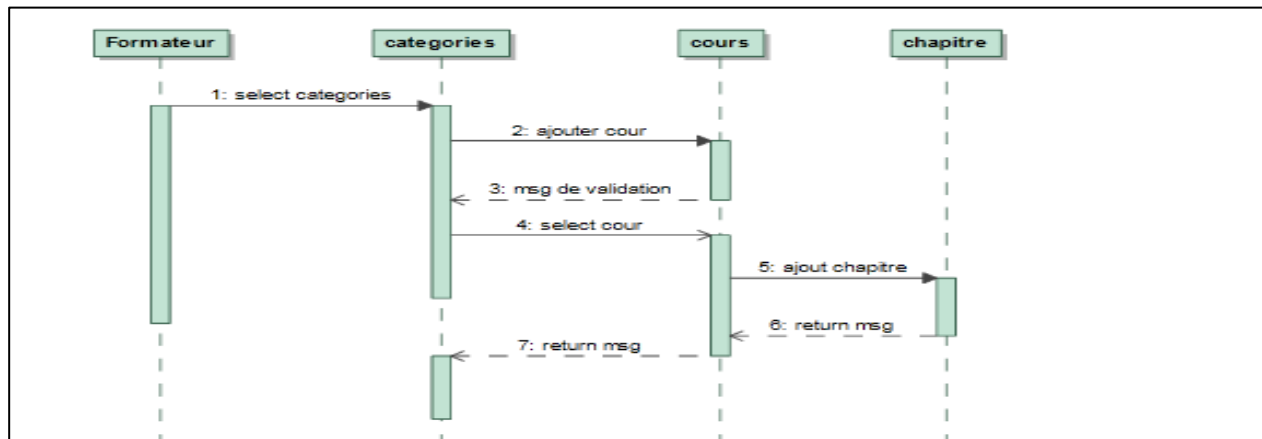 Formateur
categories
cours
chapitre
1: select categories
2: ajouter cour
3: msg de validation
4: select cour
5: ajout chapitre
6: return msg
7: return msg